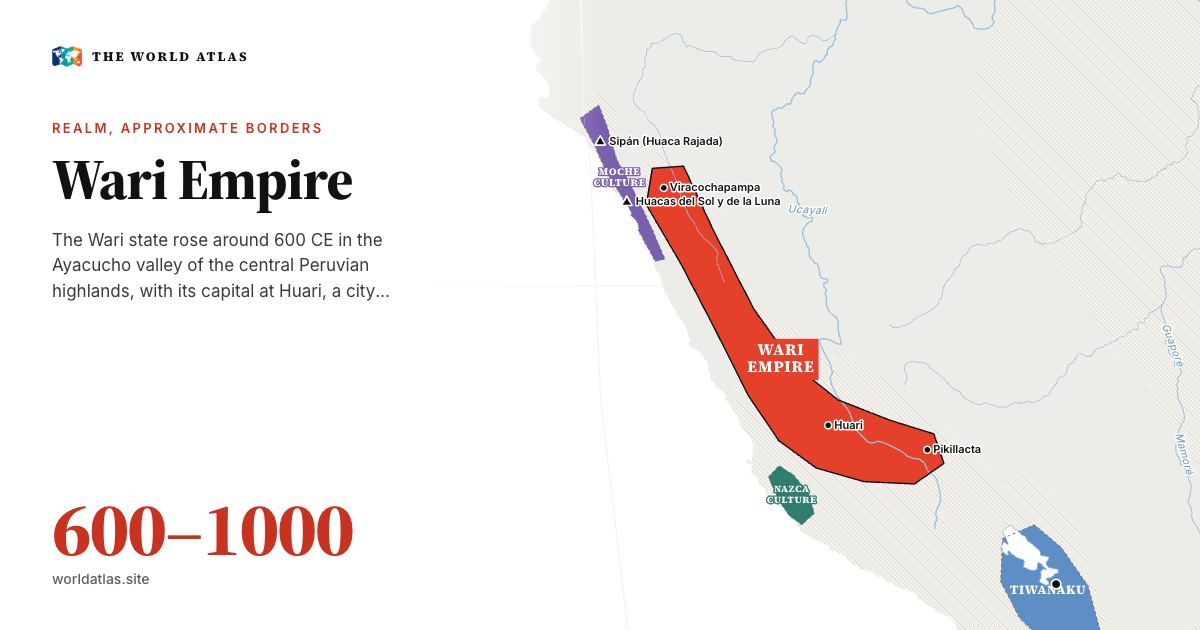 THE WORLD ATLAS
REALM, APPROXIMATE BORDERS
Wari Empire
The Wari state rose around 600 CE in the
Ayacucho valley of the central Peruvian
highlands, with its capital at Huari, a city...
600–1000
worldatlas.site
Sipán (Huaca Rajada)
MOCHE
CULTURE
Viracochapampa
Huacas del Sol y de la Luna
Ucayali
WARI
EMPIRE
Guaporé
Huari
Pikillacta
Mamoré
NAZCA
CULTURE
TIWANAKU